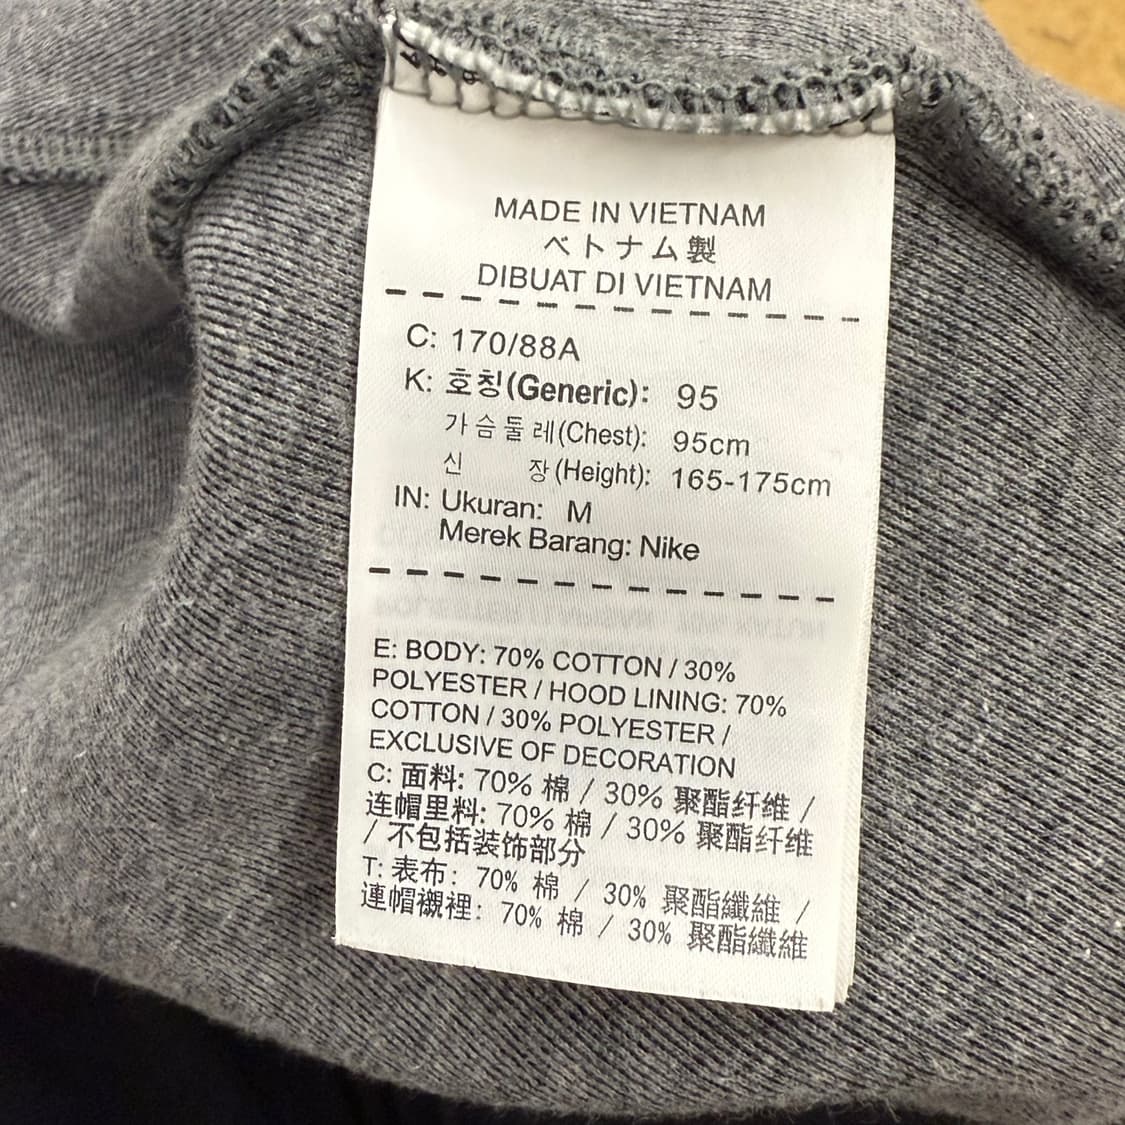 MADE IN VIETNAM
ベトナム製
DIBUAT DI VIETNAM
C: 170/88A
K: 호칭(Generic): 95
가슴둘레(Chest): 95cm
신 장(Height): 165-175cm
IN: Ukuran: M
Merek Barang: Nike
E: BODY: 70% COTTON / 30%
POLYESTER / HOOD LINING: 70%
COTTON / 30% POLYESTER /
EXCLUSIVE OF DECORATION
C: 面料: 70% 棉 / 30% 聚酯纤维 /
连帽里料: 70% 棉 / 30% 聚酯纤维
/ 不包括装饰部分
T: 表布: 70% 棉 / 30% 聚酯纖維 /
連帽襯裡: 70% 棉 / 30% 聚酯纖維